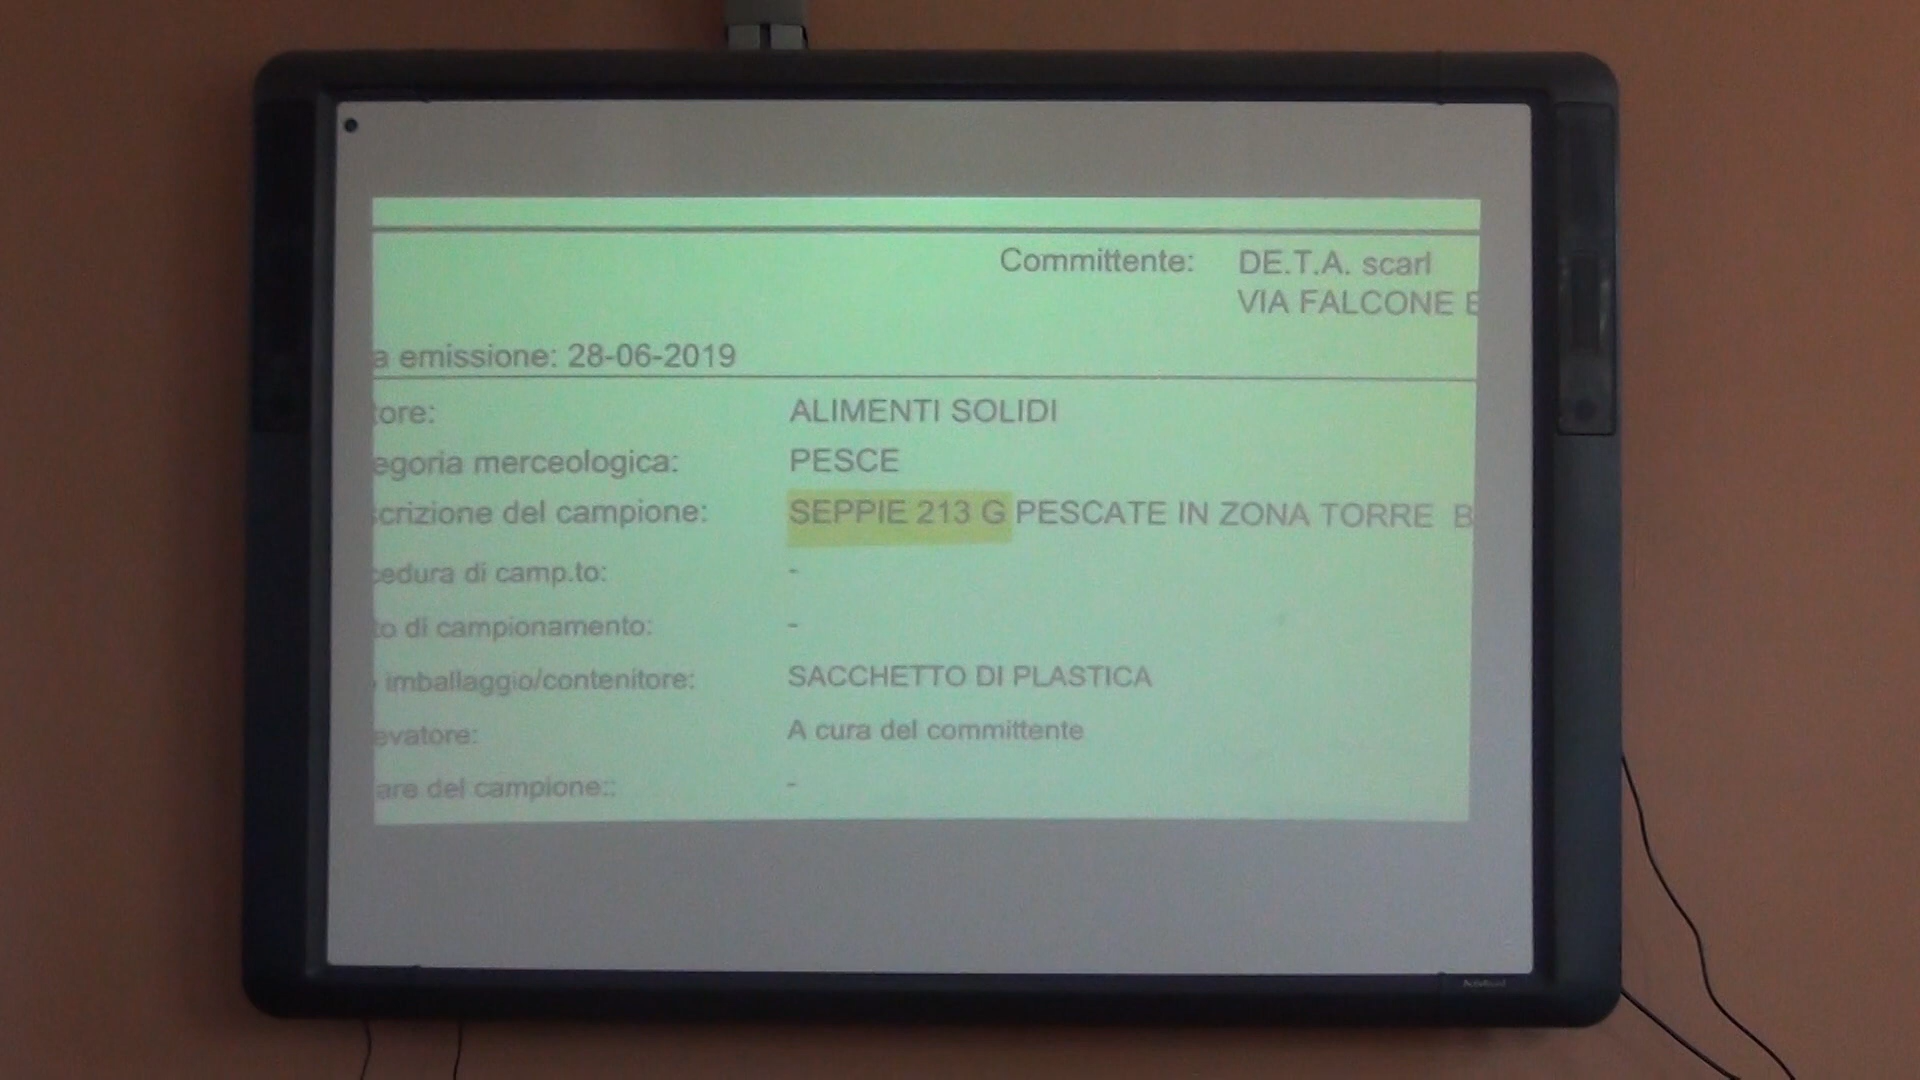 Committente: DE.T.A. scarl
VIA FALCONE E
a emissione: 28-06-2019
tore: ALIMENTI SOLIDI
egoria merceologica: PESCE
scrizione del campione: SEPPIE 213 G PESCATE IN ZONA TORRE B
cedura di camp.to: -
to di campionamento: -
imballaggio/contenitore: SACCHETTO DI PLASTICA
evatore: A cura del committente
are del campione:: -